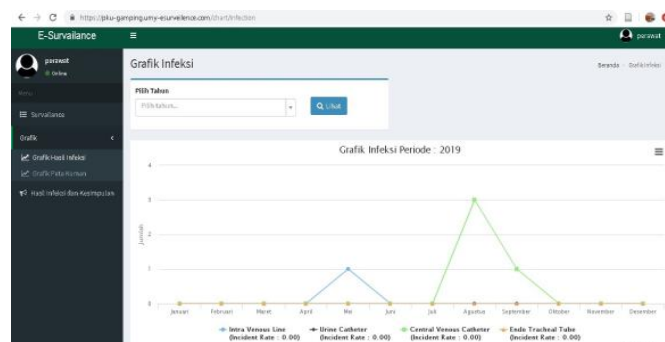 https://pku-gamping.umy-esurveilence.com/chart/infection
E-Survailance
perawat
perawat
Online
Menu
Survailance
Grafik
Grafik Hasil Infeksi
Grafik Peta Kuman
Hasil Infeksi dan Kesimpulan
Grafik Infeksi
Beranda
Grafik Infeksi
Pilih Tahun
Pilih tahun...
Lihat
Grafik Infeksi Periode : 2019
Jumlah
4
3
2
1
0
Januari Februari Maret April Mei Juni Juli Agustus September Oktober November Desember
Intra Venous Line Urine Catheter Central Venous Catheter Endo Tracheal Tube
(Incident Rate : 0.00) (Incident Rate : 0.00) (Incident Rate : 0.00) (Incident Rate : 0.00)